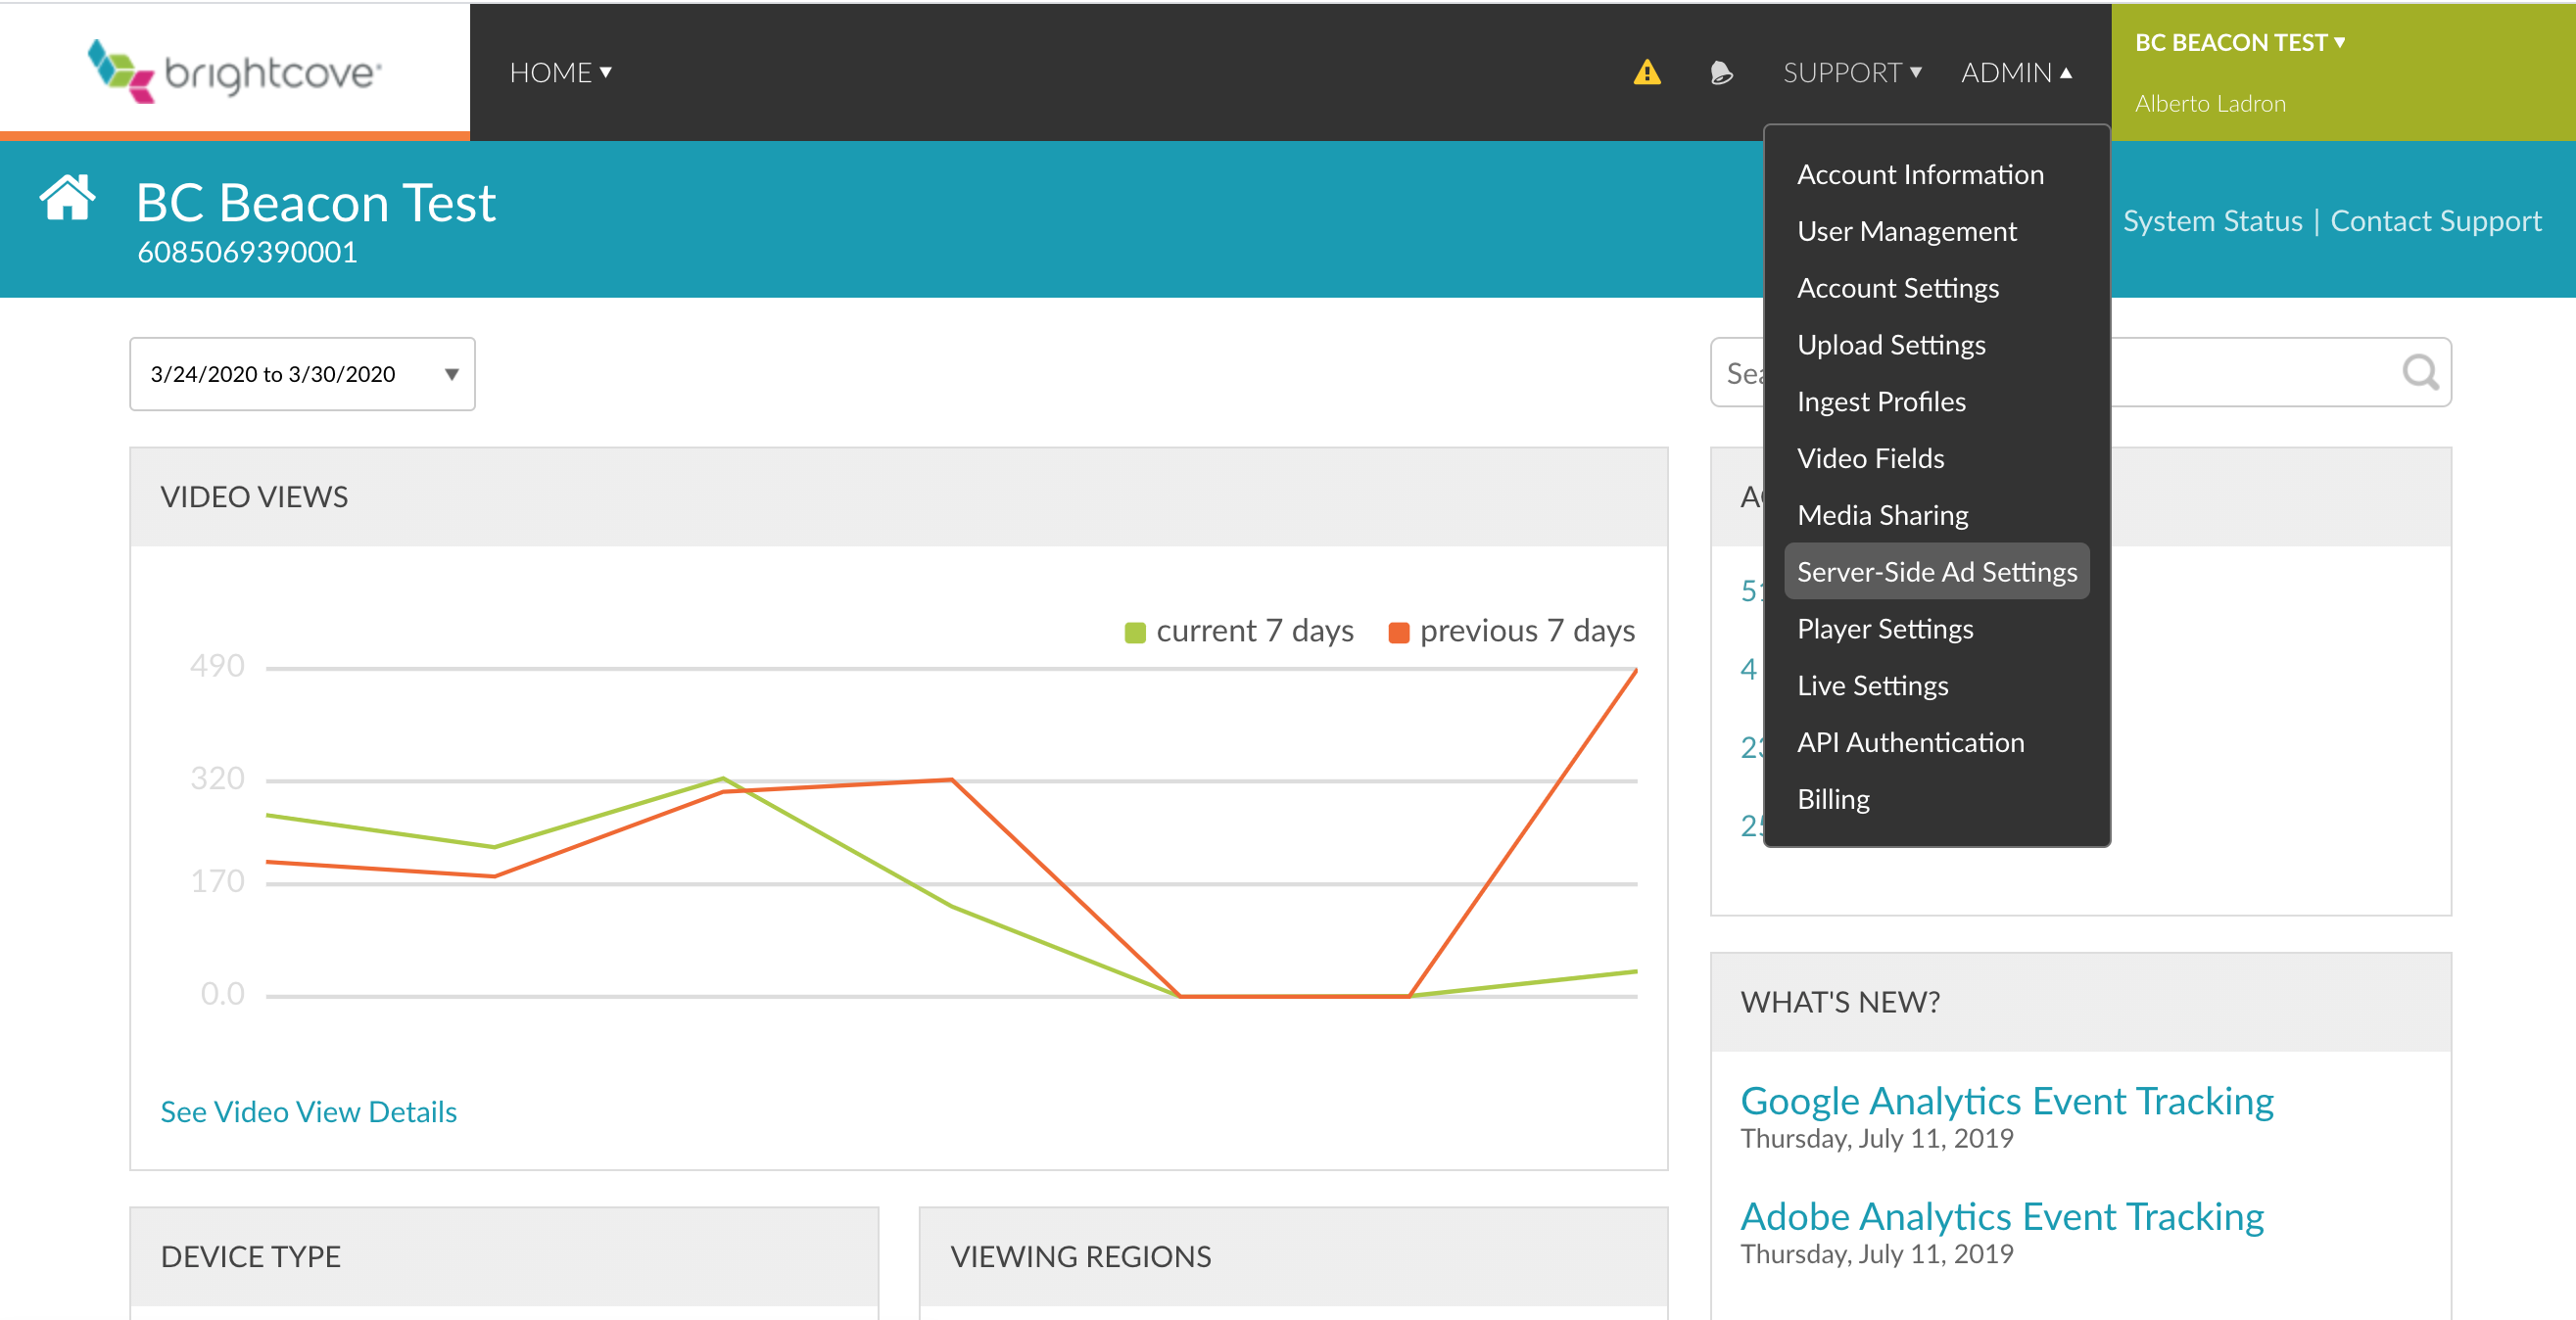 brightcove
HOME
SUPPORT
ADMIN
BC BEACON TEST
Alberto Ladron
BC Beacon Test
6085069390001
System Status | Contact Support
Account Information
User Management
Account Settings
Upload Settings
Ingest Profiles
Video Fields
Media Sharing
Server-Side Ad Settings
Player Settings
Live Settings
API Authentication
Billing
3/24/2020 to 3/30/2020
VIDEO VIEWS
current 7 days
previous 7 days
490
320
170
0.0
See Video View Details
4
WHAT'S NEW?
Google Analytics Event Tracking
Thursday, July 11, 2019
Adobe Analytics Event Tracking
Thursday, July 11, 2019
DEVICE TYPE
VIEWING REGIONS